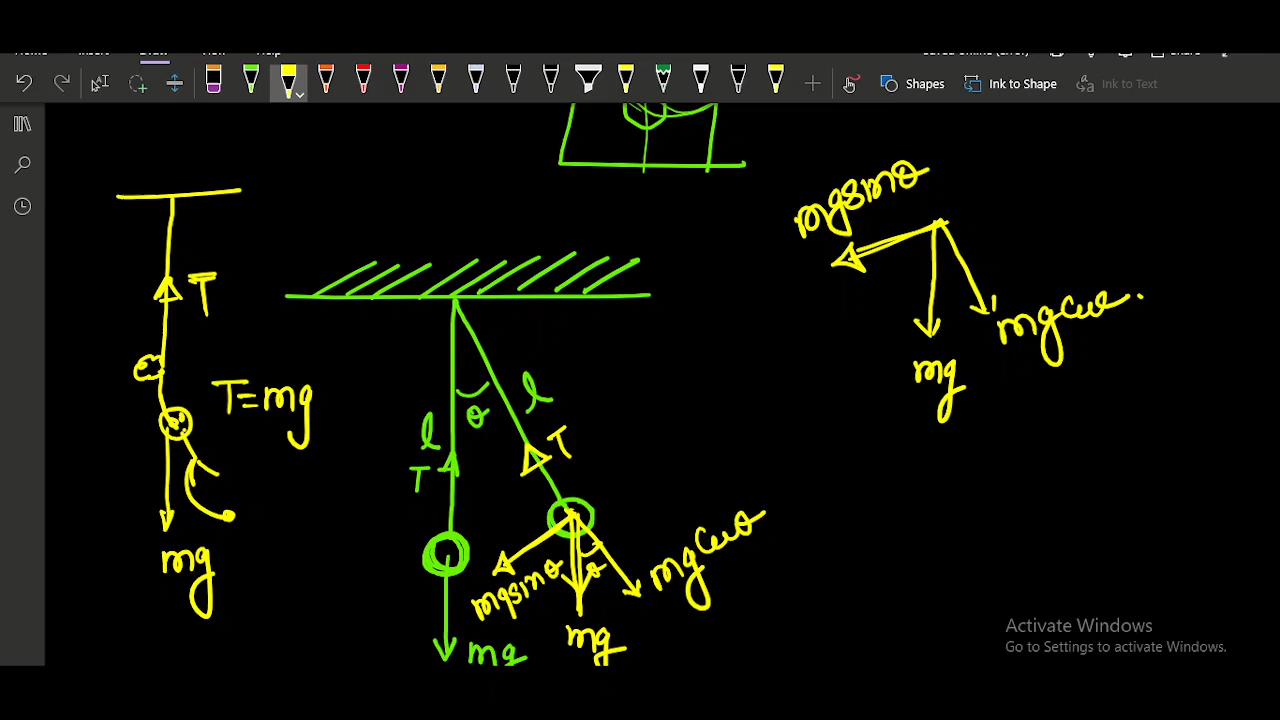 Shapes
Ink to Shape
Ink to Text
mgsinθ
T
mgcosθ
mg
T=mg
θ
l
l
T
T
mgcosθ
mgsinθ
θ
mg
mg
mg
Activate Windows
Go to Settings to activate Windows.